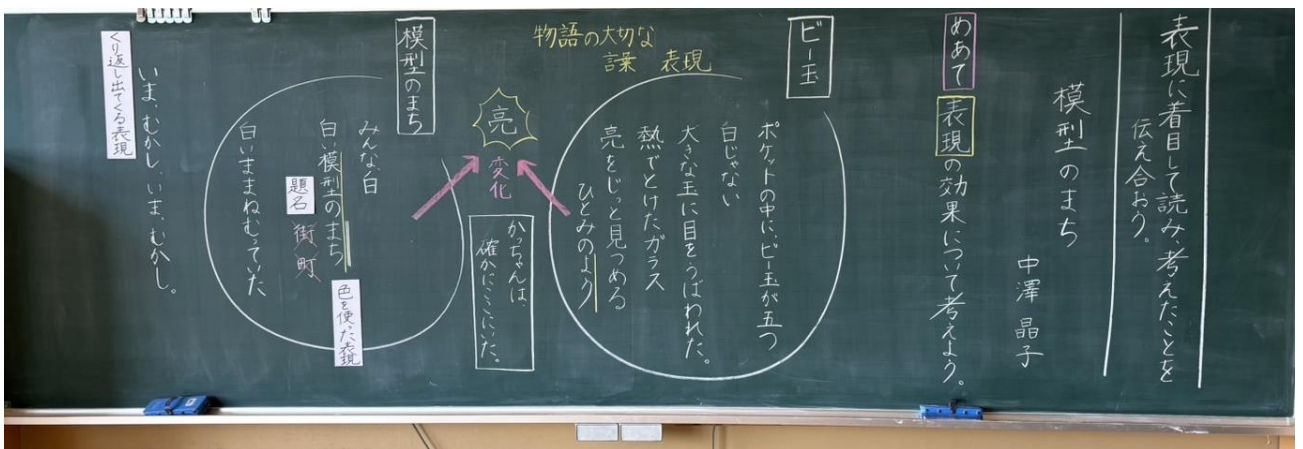 表現に着目して読み、考えたことを
伝え合おう。
模型のまち
中澤晶子
めあて
表現の効果について考えよう。
ビー玉
ポケットの中に、ビー玉が五つ
白じゃない
大きな玉に目をうばわれた。
熱でとけたガラス
亮をじっと見つめる
ひとみのよう
物語の大切な
言葉 表現
亮
変化
かっちゃんは、
確かにここにいた。
模型のまち
みんな白
白い模型のまち
色を使った表現
題名 街 町
白いままねむっていた
いま、むかし、いま、むかし。
くり返し出てくる表現